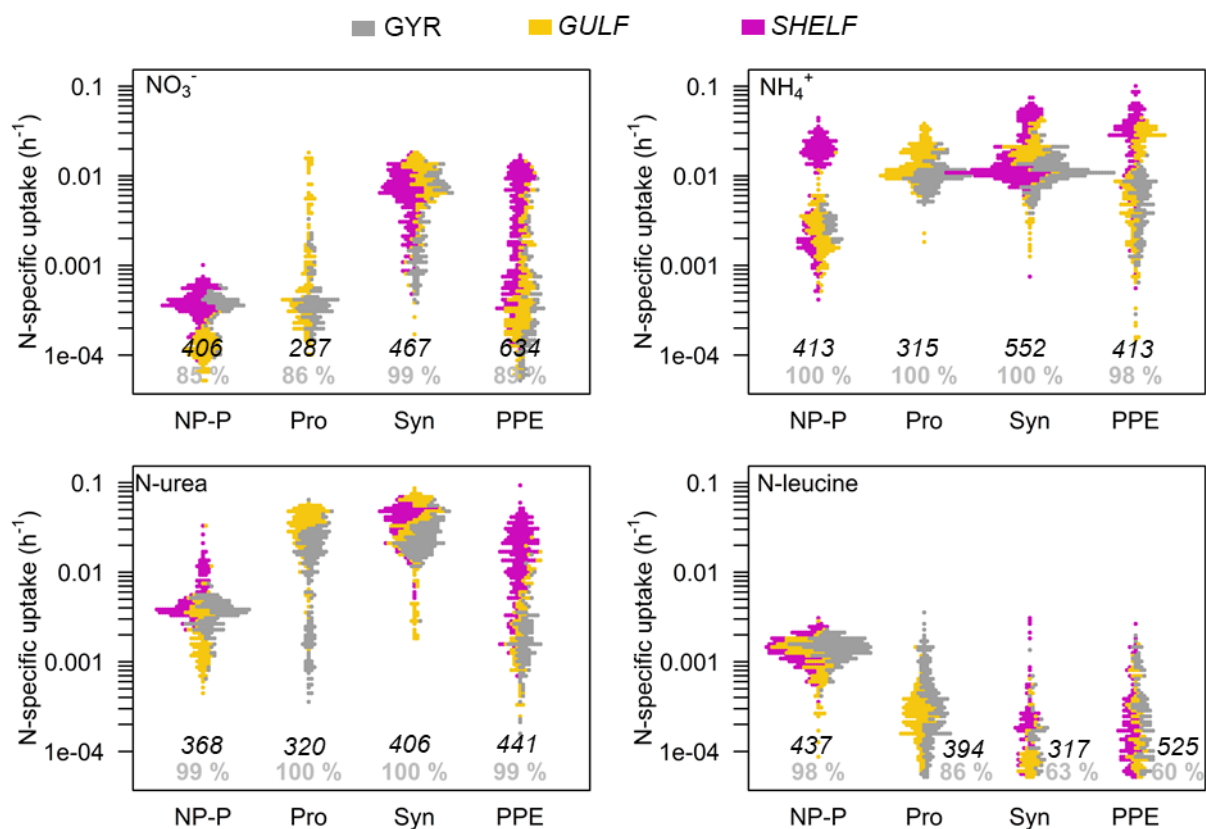 GYR GULF SHELF
NO₃⁻
N-specific uptake (h⁻¹)
0.1
0.01
0.001
1e-04
406 287 467 634
85 % 86 % 99 % 89 %
NP-P Pro Syn PPE
NH₄⁺
N-specific uptake (h⁻¹)
0.1
0.01
0.001
1e-04
413 315 552 413
100 % 100 % 100 % 98 %
NP-P Pro Syn PPE
N-urea
N-specific uptake (h⁻¹)
0.1
0.01
0.001
1e-04
368 320 406 441
99 % 100 % 100 % 99 %
NP-P Pro Syn PPE
N-leucine
N-specific uptake (h⁻¹)
0.1
0.01
0.001
1e-04
437 394 317 525
98 % 86 % 63 % 60 %
NP-P Pro Syn PPE